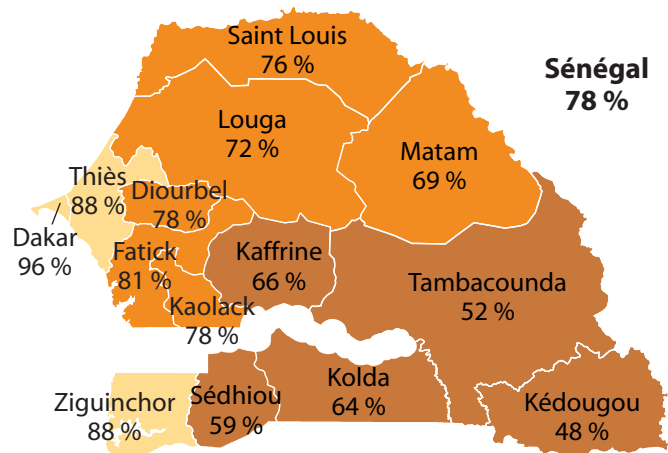 Saint Louis
76 %
Sénégal
78 %
Louga
72 %
Matam
69 %
Thiès
88 %
Diourbel
78 %
Dakar
96 %
Fatick
81 %
Kaffrine
66 %
Tambacounda
52 %
Kaolack
78 %
Ziguinchor
88 %
Sédhiou
59 %
Kolda
64 %
Kédougou
48 %